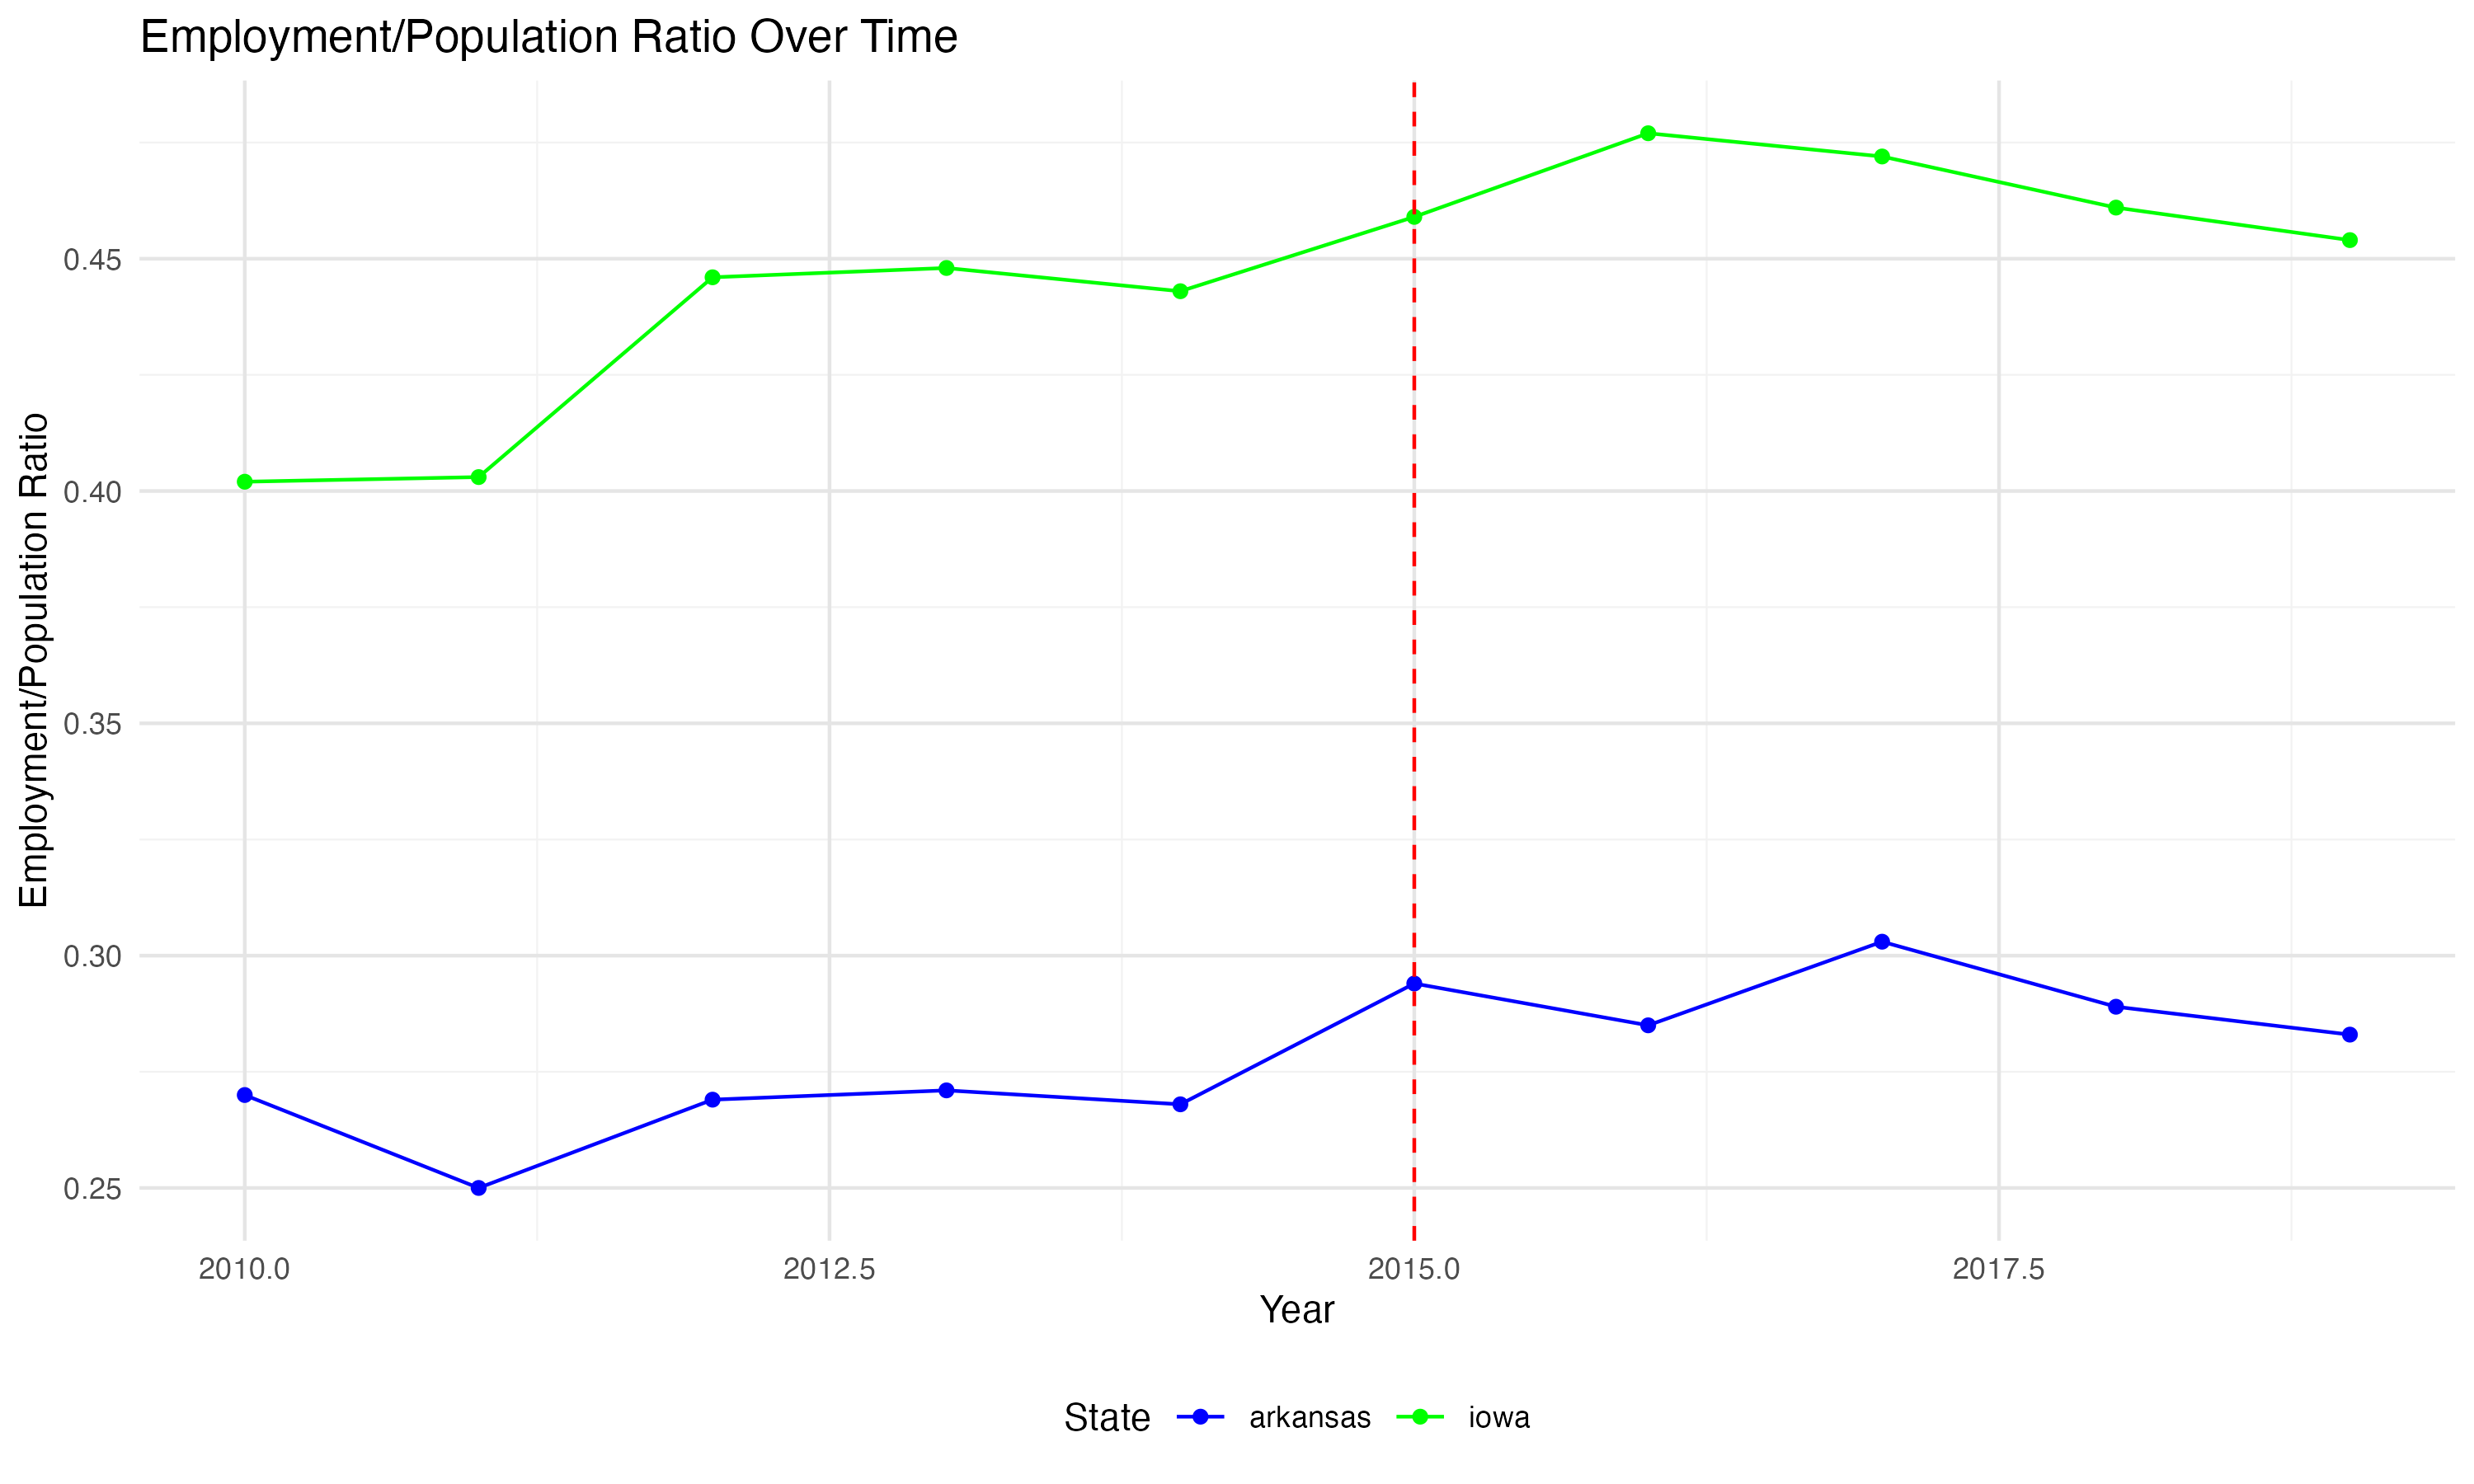 Employment/Population Ratio Over Time
Employment/Population Ratio
0.45
0.40
0.35
0.30
0.25
2010.0 2012.5 2015.0 2017.5
Year
State arkansas iowa